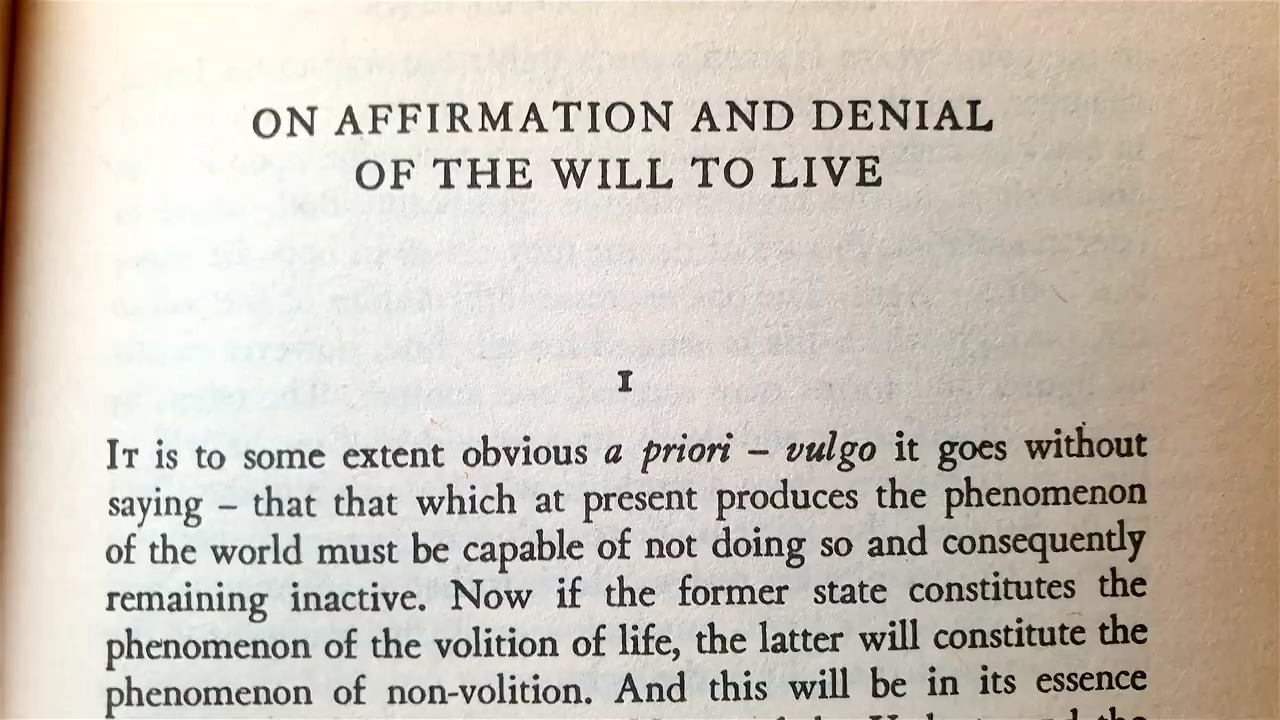 ON AFFIRMATION AND DENIAL
OF THE WILL TO LIVE
I
IT is to some extent obvious a priori – vulgo it goes without
saying – that that which at present produces the phenomenon
of the world must be capable of not doing so and consequently
remaining inactive. Now if the former state constitutes the
phenomenon of the volition of life, the latter will constitute the
phenomenon of non-volition. And this will be in its essence